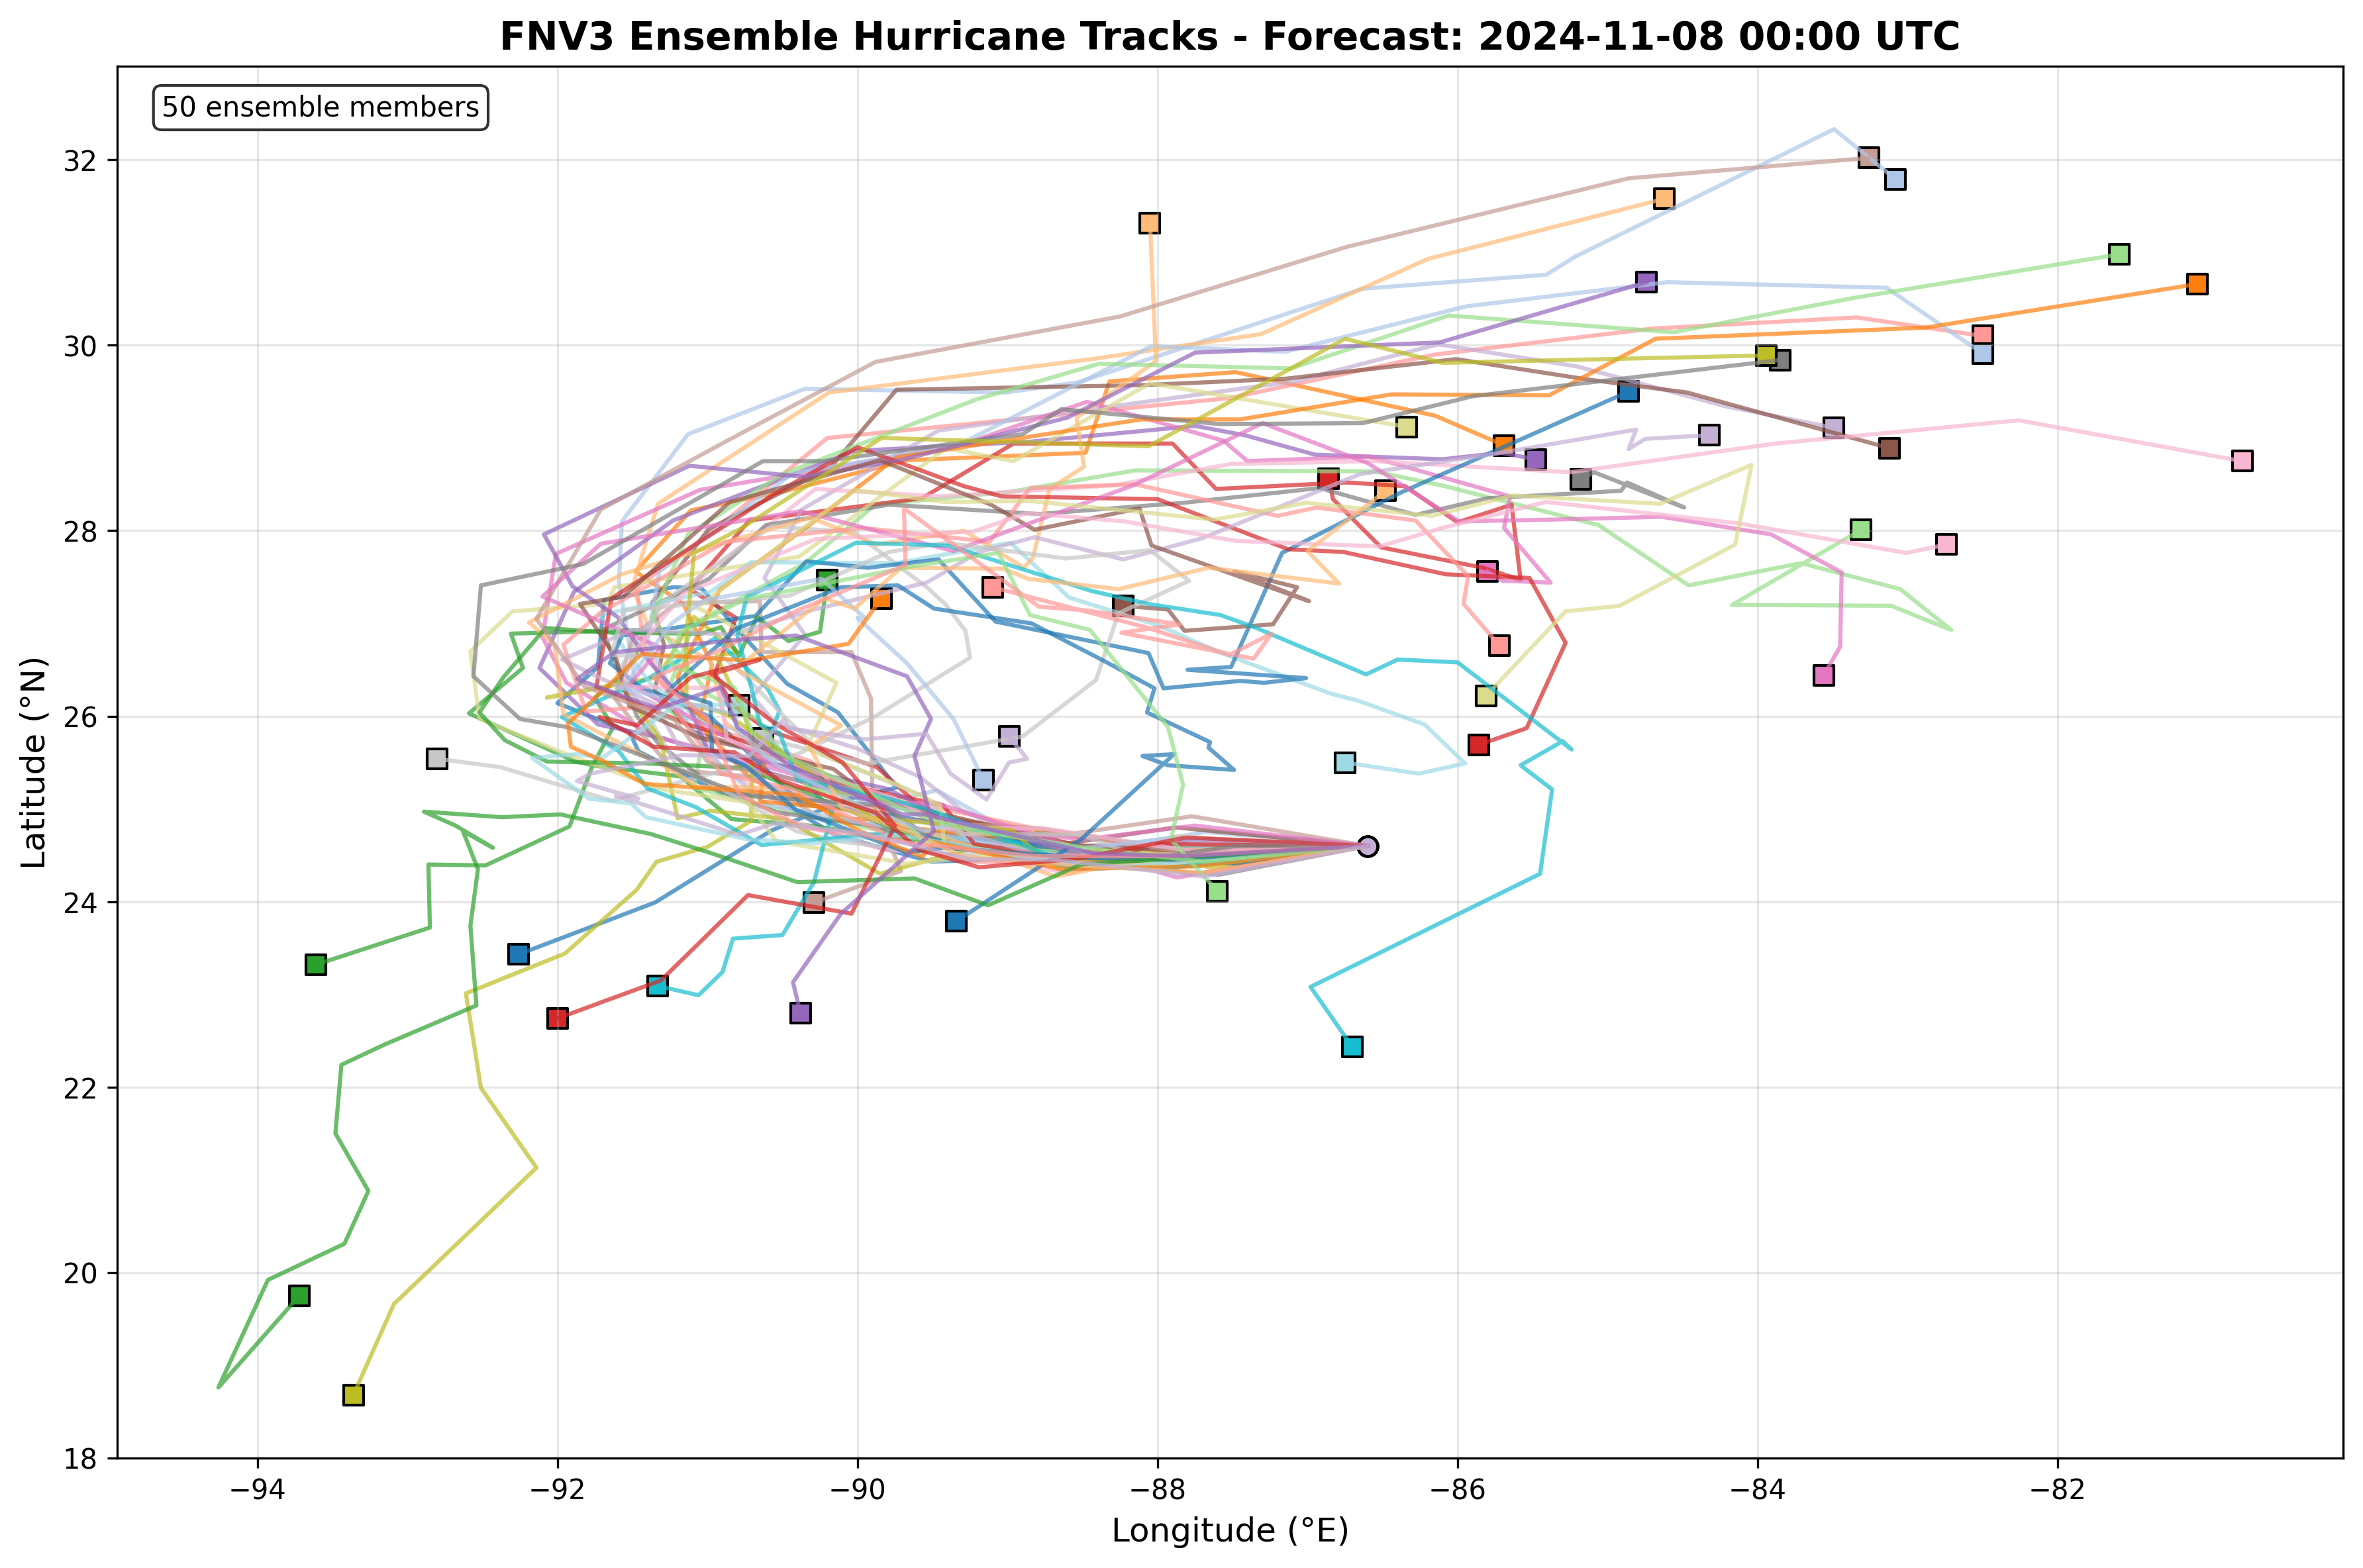 FNV3 Ensemble Hurricane Tracks - Forecast: 2024-11-08 00:00 UTC
50 ensemble members
32
30
28
26
24
22
20
18
Latitude (°N)
−94 −92 −90 −88 −86 −84 −82
Longitude (°E)